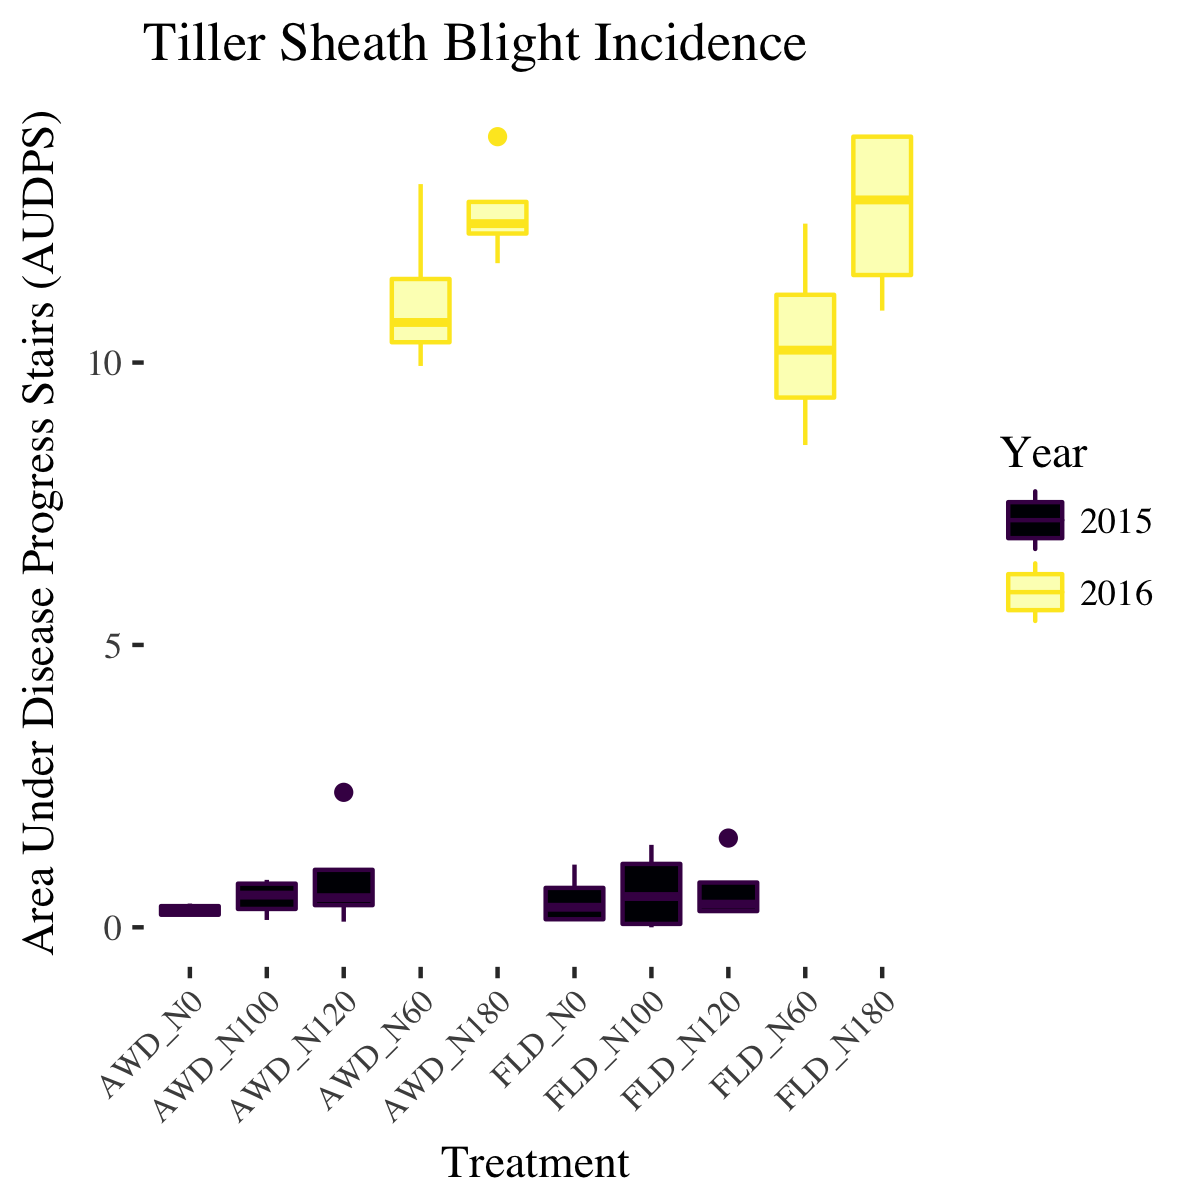 Tiller Sheath Blight Incidence
Area Under Disease Progress Stairs (AUDPS)
10
5
0
AWD_N0
AWD_N100
AWD_N120
AWD_N60
AWD_N180
FLD_N0
FLD_N100
FLD_N120
FLD_N60
FLD_N180
Treatment
Year
2015
2016